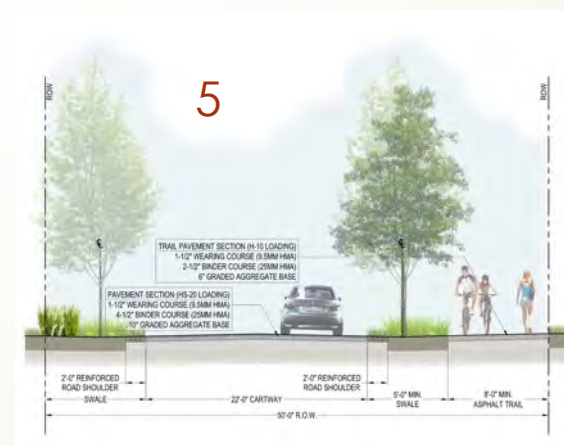 5
ROW
ROW
℄
℄
TRAIL PAVEMENT SECTION (H-10 LOADING)
1-1/2" WEARING COURSE (9.5MM HMA)
2-1/2" BINDER COURSE (25MM HMA)
6" GRADED AGGREGATE BASE
PAVEMENT SECTION (HS-20 LOADING)
1-1/2" WEARING COURSE (9.5MM HMA)
4-1/2" BINDER COURSE (25MM HMA)
10" GRADED AGGREGATE BASE
2'-0" REINFORCED
ROAD SHOULDER
2'-0" REINFORCED
ROAD SHOULDER
SWALE
22'-0" CARTWAY
5'-0" MIN.
SWALE
8'-0" MIN.
ASPHALT TRAIL
50'-0" R.O.W.